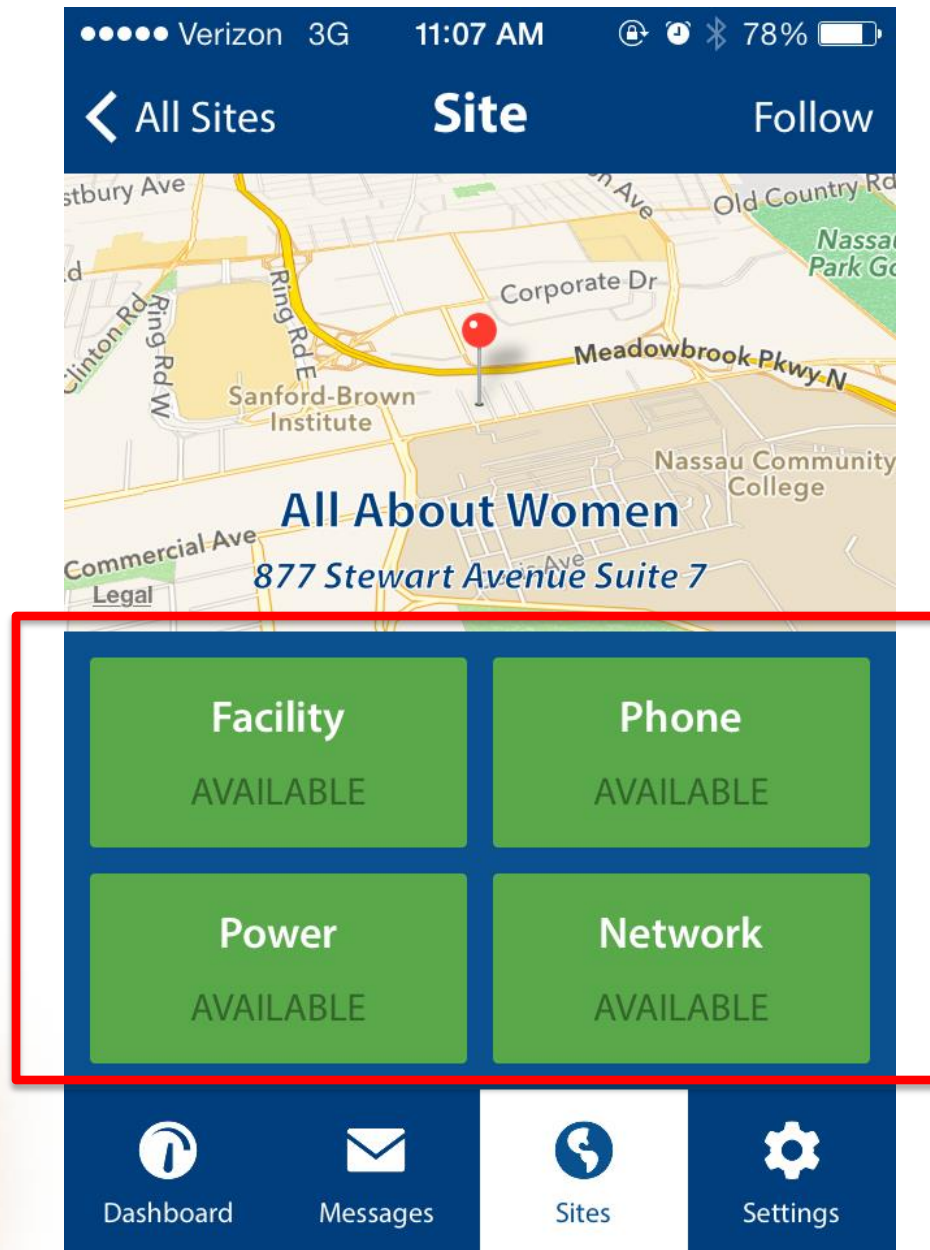 Verizon 3G 11:07 AM 78%
All Sites Site Follow
stbury Ave
Ave
Old Country Rd
Nassau
Park Go
Corporate Dr
Ring Rd E
Clinton Rd
Ring Rd W
Meadowbrook Pkwy N
Sanford-Brown
Institute
Nassau Community
College
All About Women
Commercial Ave
877 Stewart Avenue Suite 7
Legal
Facility Phone
AVAILABLE AVAILABLE
Power Network
AVAILABLE AVAILABLE
Dashboard Messages Sites Settings